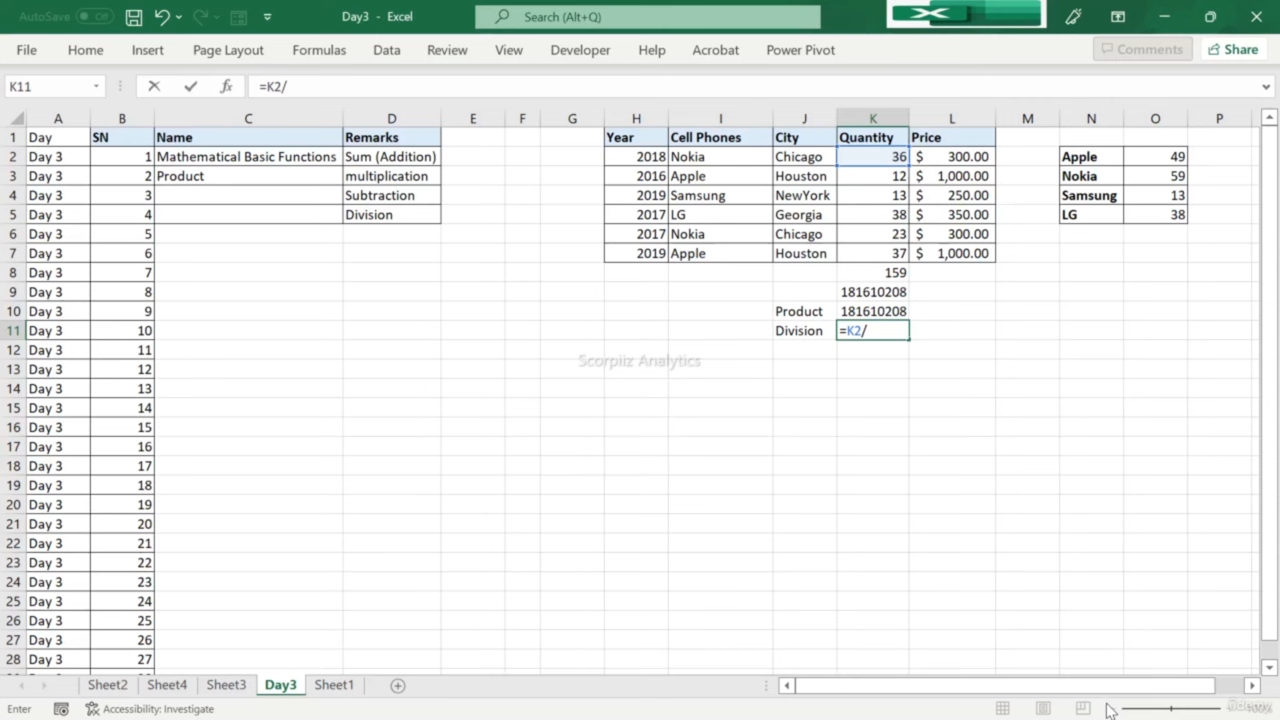 AutoSave Off Day3 - Excel Search (Alt+Q)
File Home Insert Page Layout Formulas Data Review View Developer Help Acrobat Power Pivot Comments Share
K11 fx =K2/
A B C D E F G H I J K L M N O P
1 Day SN Name Remarks Year Cell Phones City Quantity Price
2 Day 3 1 Mathematical Basic Functions Sum (Addition) 2018 Nokia Chicago 36 $ 300.00 Apple 49
3 Day 3 2 Product multiplication 2016 Apple Houston 12 $ 1,000.00 Nokia 59
4 Day 3 3 Subtraction 2019 Samsung NewYork 13 $ 250.00 Samsung 13
5 Day 3 4 Division 2017 LG Georgia 38 $ 350.00 LG 38
6 Day 3 5 2017 Nokia Chicago 23 $ 300.00
7 Day 3 6 2019 Apple Houston 37 $ 1,000.00
8 Day 3 7 159
9 Day 3 8 181610208
10 Day 3 9 Product 181610208
11 Day 3 10 Division =K2/
12 Day 3 11
Scorpiiz Analytics
13 Day 3 12
14 Day 3 13
15 Day 3 14
16 Day 3 15
17 Day 3 16
18 Day 3 17
19 Day 3 18
20 Day 3 19
21 Day 3 20
22 Day 3 21
23 Day 3 22
24 Day 3 23
25 Day 3 24
26 Day 3 25
27 Day 3 26
28 Day 3 27
Sheet2 Sheet4 Sheet3 Day3 Sheet1
Enter Accessibility: Investigate